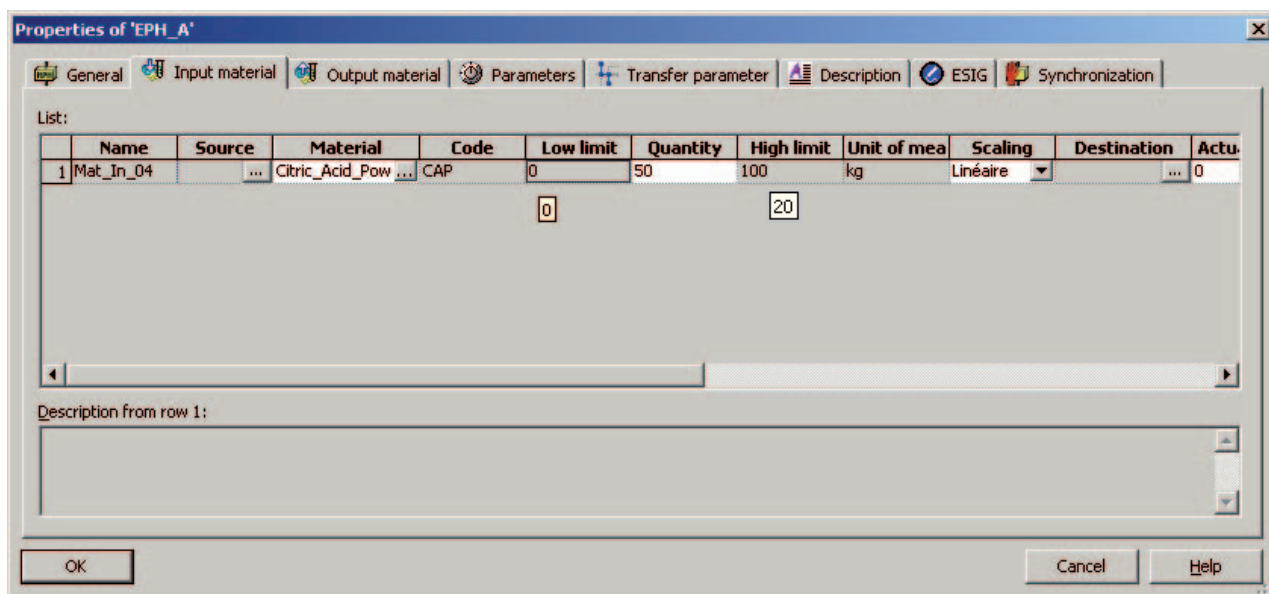 Properties of 'EPH_A'
General Input material Output material Parameters Transfer parameter Description ESIG Synchronization
List:
Name Source Material Code Low limit Quantity High limit Unit of mea Scaling Destination Actu
1 Mat_In_04 ... Citric_Acid_Pow ... CAP 0 50 100 kg Linéaire ... 0
0 20
Description from row 1:
OK Cancel Help